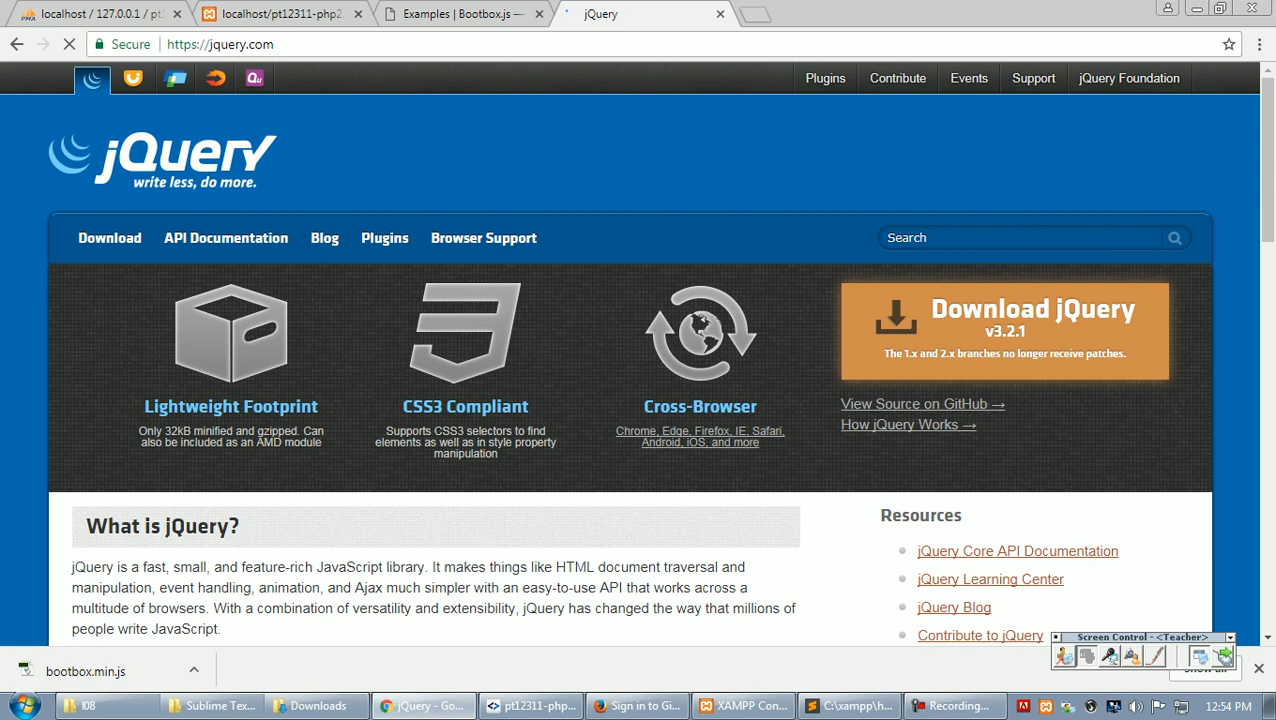 localhost / 127.0.0.1 / pt
localhost/pt12311-php2
Examples | Bootbox.js —
jQuery
Secure
https://jquery.com
Plugins
Contribute
Events
Support
jQuery Foundation
jQuery
write less, do more.
Download
API Documentation
Blog
Plugins
Browser Support
Search
Lightweight Footprint
Only 32kB minified and gzipped. Can
also be included as an AMD module
CSS3 Compliant
Supports CSS3 selectors to find
elements as well as in style property
manipulation
Cross-Browser
Chrome, Edge, Firefox, IE, Safari,
Android, iOS, and more
Download jQuery
v3.2.1
The 1.x and 2.x branches no longer receive patches.
View Source on GitHub →
How jQuery Works →
What is jQuery?
jQuery is a fast, small, and feature-rich JavaScript library. It makes things like HTML document traversal and
manipulation, event handling, animation, and Ajax much simpler with an easy-to-use API that works across a
multitude of browsers. With a combination of versatility and extensibility, jQuery has changed the way that millions of
people write JavaScript.
Resources
jQuery Core API Documentation
jQuery Learning Center
jQuery Blog
Contribute to jQuery
Screen Control - <Teacher>
bootbox.min.js
I08
Sublime Tex...
Downloads
jQuery - Go...
pt12311-php...
Sign in to Gi...
XAMPP Con...
C:\xampp\h...
Recording...
12:54 PM